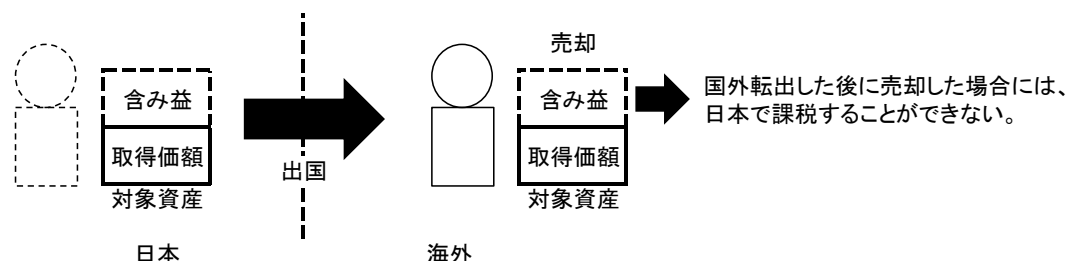 含み益
取得価額
対象資産
日本
出国
売却
含み益
取得価額
対象資産
海外
国外転出した後に売却した場合には、
日本で課税することができない。